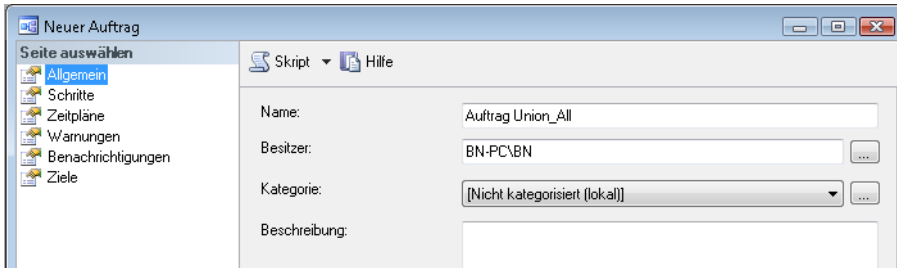 Neuer Auftrag
Seite auswählen
Allgemein
Schritte
Zeitpläne
Warnungen
Benachrichtigungen
Ziele
Skript Hilfe
Name: Auftrag Union_All
Besitzer: BN-PC\BN ...
Kategorie: [Nicht kategorisiert (lokal)] ...
Beschreibung: